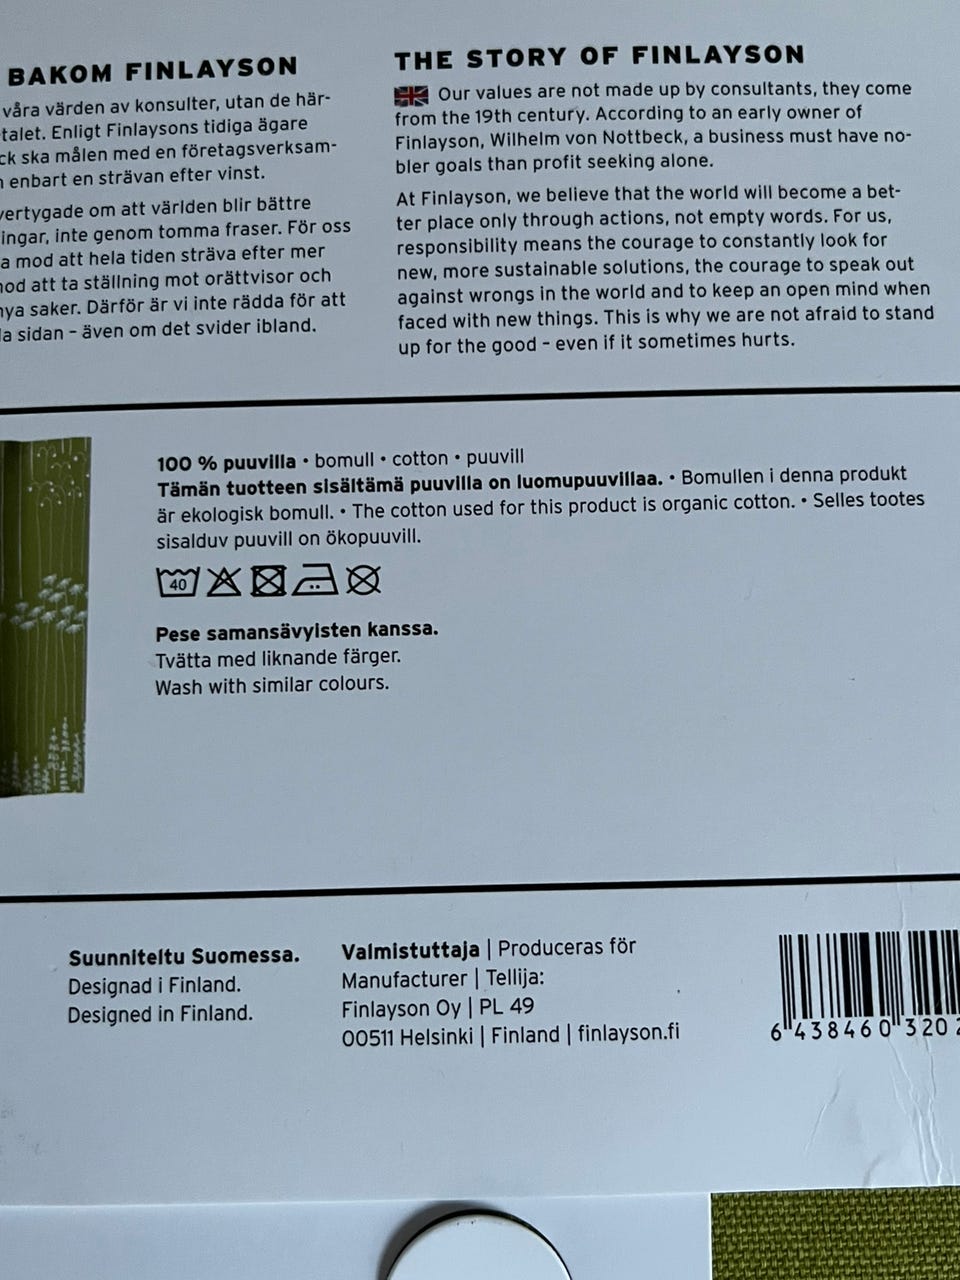 BAKOM FINLAYSON
våra värden av konsulter, utan de här-
talet. Enligt Finlaysons tidiga ägare
ck ska målen med en företagsverksam-
enbart en strävan efter vinst.
vertygade om att världen blir bättre
ingar, inte genom tomma fraser. För oss
a mod att hela tiden sträva efter mer
mod att ta ställning mot orättvisor och
nya saker. Därför är vi inte rädda för att
la sidan – även om det svider ibland.
THE STORY OF FINLAYSON
Our values are not made up by consultants, they come
from the 19th century. According to an early owner of
Finlayson, Wilhelm von Nottbeck, a business must have no-
bler goals than profit seeking alone.
At Finlayson, we believe that the world will become a bet-
ter place only through actions, not empty words. For us,
responsibility means the courage to constantly look for
new, more sustainable solutions, the courage to speak out
against wrongs in the world and to keep an open mind when
faced with new things. This is why we are not afraid to stand
up for the good – even if it sometimes hurts.
100 % puuvilla • bomull • cotton • puuvill
Tämän tuotteen sisältämä puuvilla on luomupuuvillaa. • Bomullen i denna produkt
är ekologisk bomull. • The cotton used for this product is organic cotton. • Selles tootes
sisalduv puuvill on ökopuuvill.
40
Pese samansävyisten kanssa.
Tvätta med liknande färger.
Wash with similar colours.
Suunniteltu Suomessa.
Designad i Finland.
Designed in Finland.
Valmistuttaja | Produceras för
Manufacturer | Tellija:
Finlayson Oy | PL 49
00511 Helsinki | Finland | finlayson.fi
6 438460 320